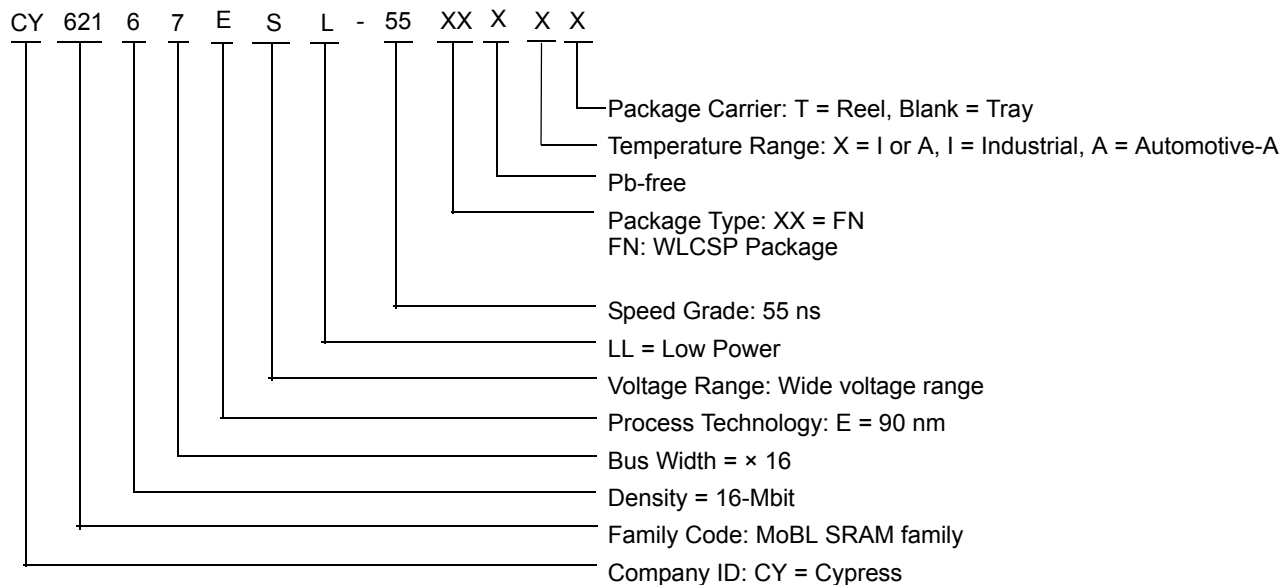 CY 621 6 7 E S L - 55 XX X X X
Package Carrier: T = Reel, Blank = Tray
Temperature Range: X = I or A, I = Industrial, A = Automotive-A
Pb-free
Package Type: XX = FN
FN: WLCSP Package
Speed Grade: 55 ns
LL = Low Power
Voltage Range: Wide voltage range
Process Technology: E = 90 nm
Bus Width = × 16
Density = 16-Mbit
Family Code: MoBL SRAM family
Company ID: CY = Cypress